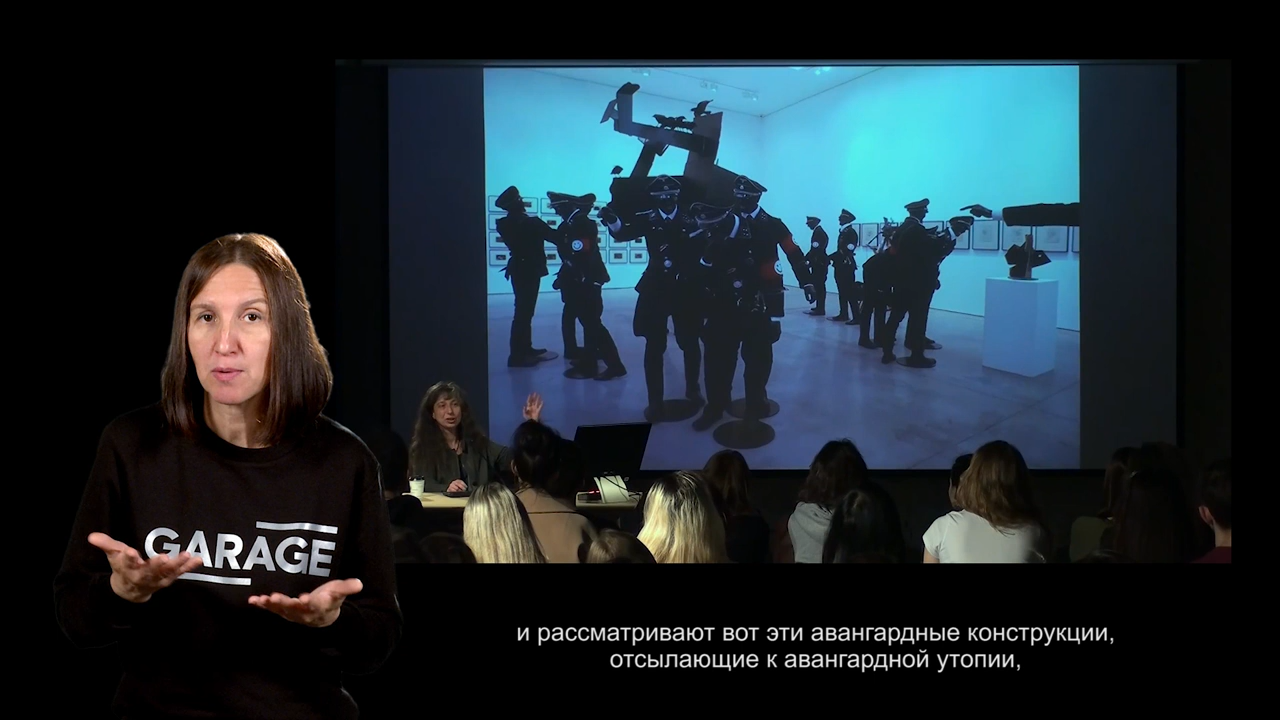 GARAGE
и рассматривают вот эти авангардные конструкции,
отсылающие к авангардной утопии,